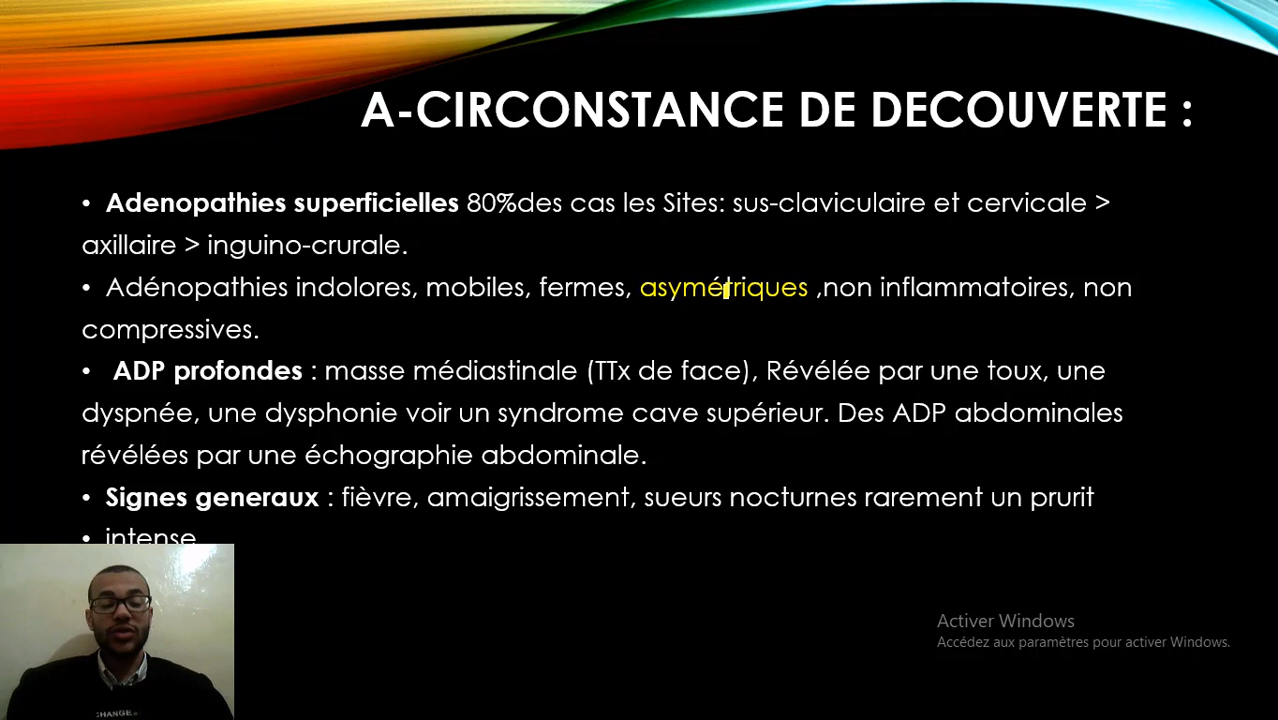 A-CIRCONSTANCE DE DECOUVERTE :
• Adenopathies superficielles 80%des cas les Sites: sus-claviculaire et cervicale >
axillaire > inguino-crurale.
• Adénopathies indolores, mobiles, fermes, asymétriques ,non inflammatoires, non
compressives.
• ADP profondes : masse médiastinale (TTx de face), Révélée par une toux, une
dyspnée, une dysphonie voir un syndrome cave supérieur. Des ADP abdominales
révélées par une échographie abdominale.
• Signes generaux : fièvre, amaigrissement, sueurs nocturnes rarement un prurit
• intense
Activer Windows
Accédez aux paramètres pour activer Windows.
CHANGE